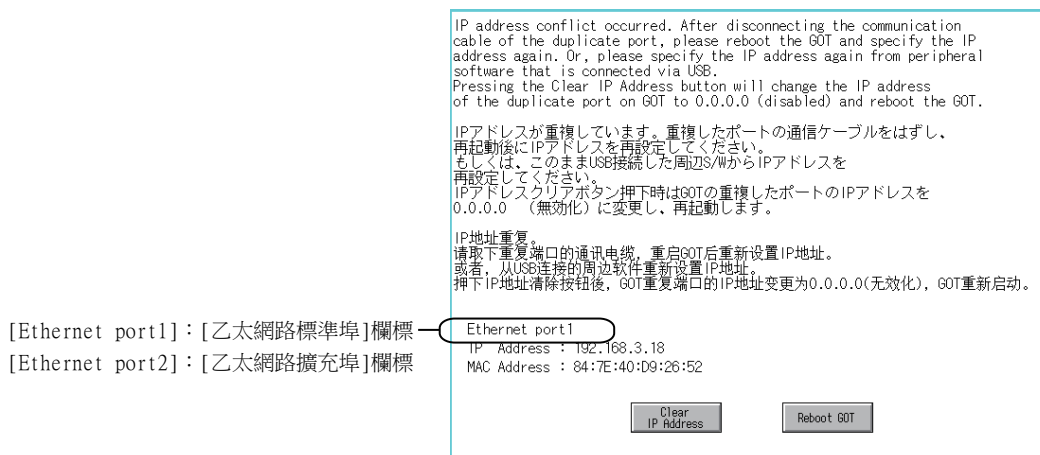 IP address conflict occurred. After disconnecting the communication
cable of the duplicate port, please reboot the GOT and specify the IP
address again. Or, please specify the IP address again from peripheral
software that is connected via USB.
Pressing the Clear IP Address button will change the IP address
of the duplicate port on GOT to 0.0.0.0 (disabled) and reboot the GOT.
IPアドレスが重複しています。重複したポートの通信ケーブルをはずし、
再起動後にIPアドレスを再設定してください。
もしくは、このままUSB接続した周辺S/WからIPアドレスを
再設定してください。
IPアドレスクリアボタン押下時はGOTの重複したポートのIPアドレスを
0.0.0.0 （無効化）に変更し、再起動します。
IP地址重复。
请取下重复端口的通讯电缆，重启GOT后重新设置IP地址。
或者，从USB连接的周边软件重新设置IP地址。
押下IP地址清除按钮後，GOT重复端口的IP地址变更为0.0.0.0(无效化)，GOT重新启动。
[Ethernet port1]：[乙太網路標準埠]欄標
Ethernet port1
[Ethernet port2]：[乙太網路擴充埠]欄標
IP Address : 192.168.3.18
MAC Address : 84:7E:40:D9:26:52
Clear
IP Address
Reboot GOT